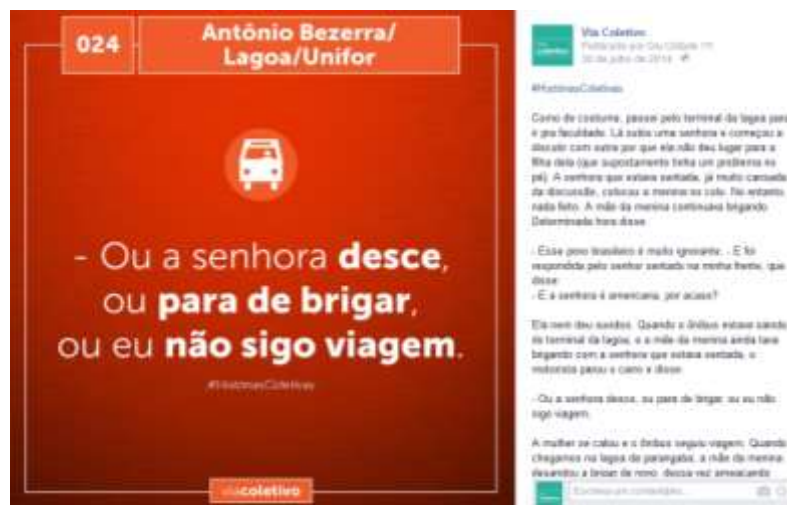 024
Antônio Bezerra/
Lagoa/Unifor
- Ou a senhora desce,
ou para de brigar,
ou eu não sigo viagem.
#HistóriasColetivas
viacoletivo
Via Coletivo
30 de julho de 2014
#HistóriasColetivas
Como de costume, passei pelo terminal da lagoa para
ir pra faculdade. Lá subiu uma senhora e começou a
discutir com outra por que ela não deu lugar para a
filha dela (que supostamente tinha um problema no
pé). A senhora que estava sentada, já muito cansada
da discussão, colocou a menina no colo. No entanto,
nada feito. A mãe da menina continuava brigando.
Determinada hora disse:
- Esse povo brasileiro é muito ignorante. - E foi
respondida pelo senhor sentado na minha frente, que
disse:
- E a senhora é americana, por acaso?
Ela nem deu ouvidos. Quando o ônibus estava saindo
do terminal da lagoa, e a mãe da menina ainda tava
brigando com a senhora que estava sentada, o
motorista parou o carro e disse:
- Ou a senhora desce, ou para de brigar, ou eu não
sigo viagem.
A mulher se calou e o ônibus seguiu viagem. Quando
chegamos na lagoa da parangaba, a mãe da menina
desandou a brigar de novo, dessa vez ameaçando
Escreva um comentário...